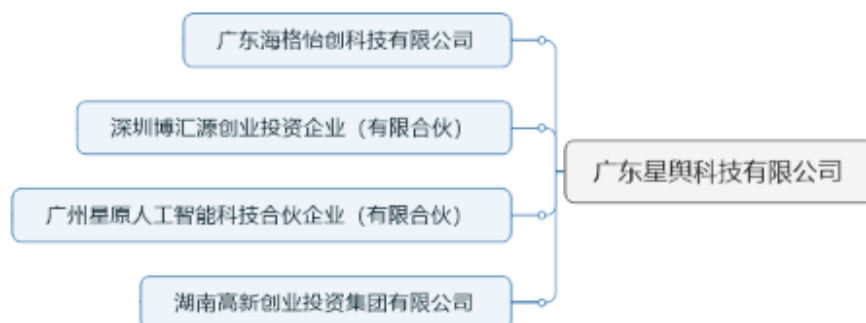 广东海格怡创科技有限公司
深圳博汇源创业投资企业（有限合伙）
广东星舆科技有限公司
广州星原人工智能科技合伙企业（有限合伙）
湖南高新创业投资集团有限公司